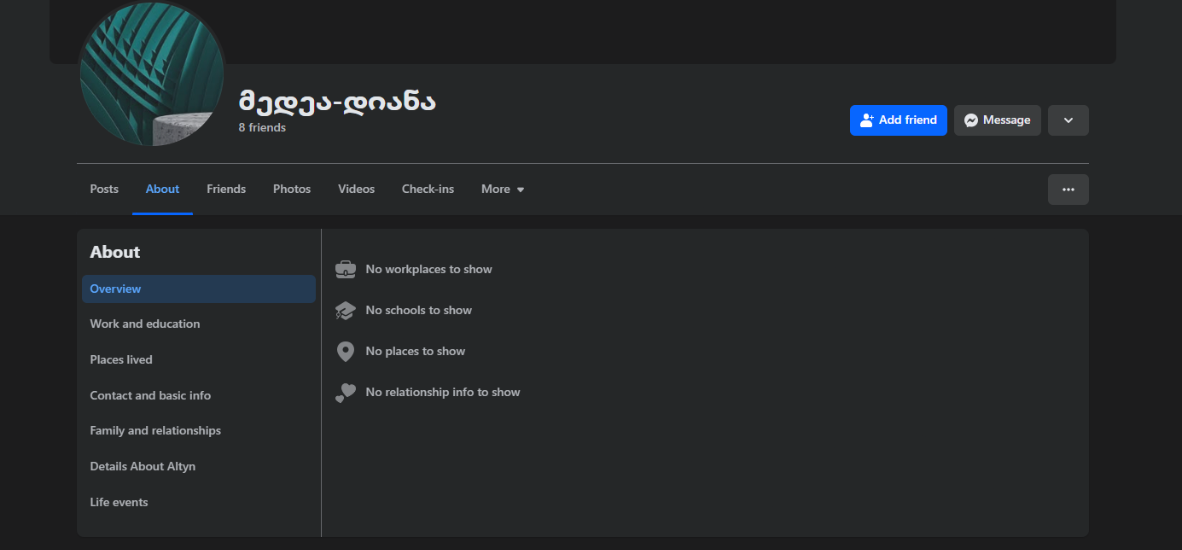 მედეა-დიანა
8 friends
Add friend
Message
Posts
About
Friends
Photos
Videos
Check-ins
More
About
Overview
Work and education
Places lived
Contact and basic info
Family and relationships
Details About Altyn
Life events
No workplaces to show
No schools to show
No places to show
No relationship info to show